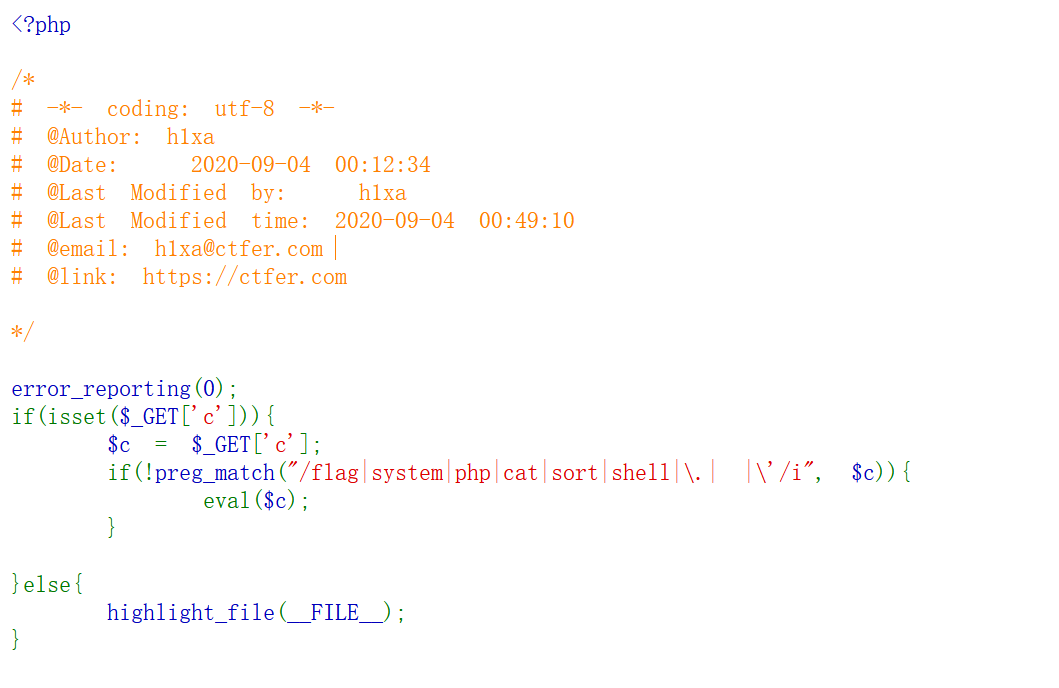 <?php

/*
# -*- coding: utf-8 -*-
# @Author: h1xa
# @Date:   2020-09-04 00:12:34
# @Last Modified by:   h1xa
# @Last Modified time: 2020-09-04 00:49:10
# @email: h1xa@ctfer.com
# @link: https://ctfer.com

*/

error_reporting(0);
if(isset($_GET['c'])){
    $c = $_GET['c'];
    if(!preg_match("/flag|system|php|cat|sort|shell|\.| |\'/i", $c)){
        eval($c);
    }

}else{
    highlight_file(__FILE__);
}